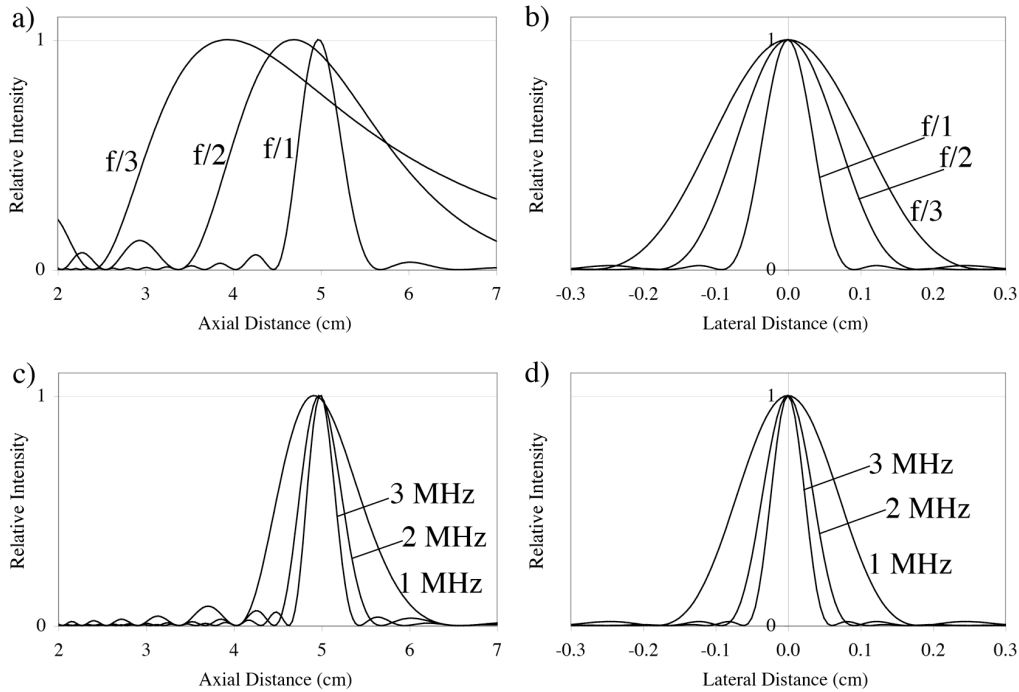 a)
1
Relative Intensity
f/3
f/2
f/1
0
2 3 4 5 6 7
Axial Distance (cm)
b)
1
Relative Intensity
f/1
f/2
f/3
0
-0.3 -0.2 -0.1 0.0 0.1 0.2 0.3
Lateral Distance (cm)
c)
1
Relative Intensity
3 MHz
2 MHz
1 MHz
0
2 3 4 5 6 7
Axial Distance (cm)
d)
1
Relative Intensity
3 MHz
2 MHz
1 MHz
0
-0.3 -0.2 -0.1 0.0 0.1 0.2 0.3
Lateral Distance (cm)